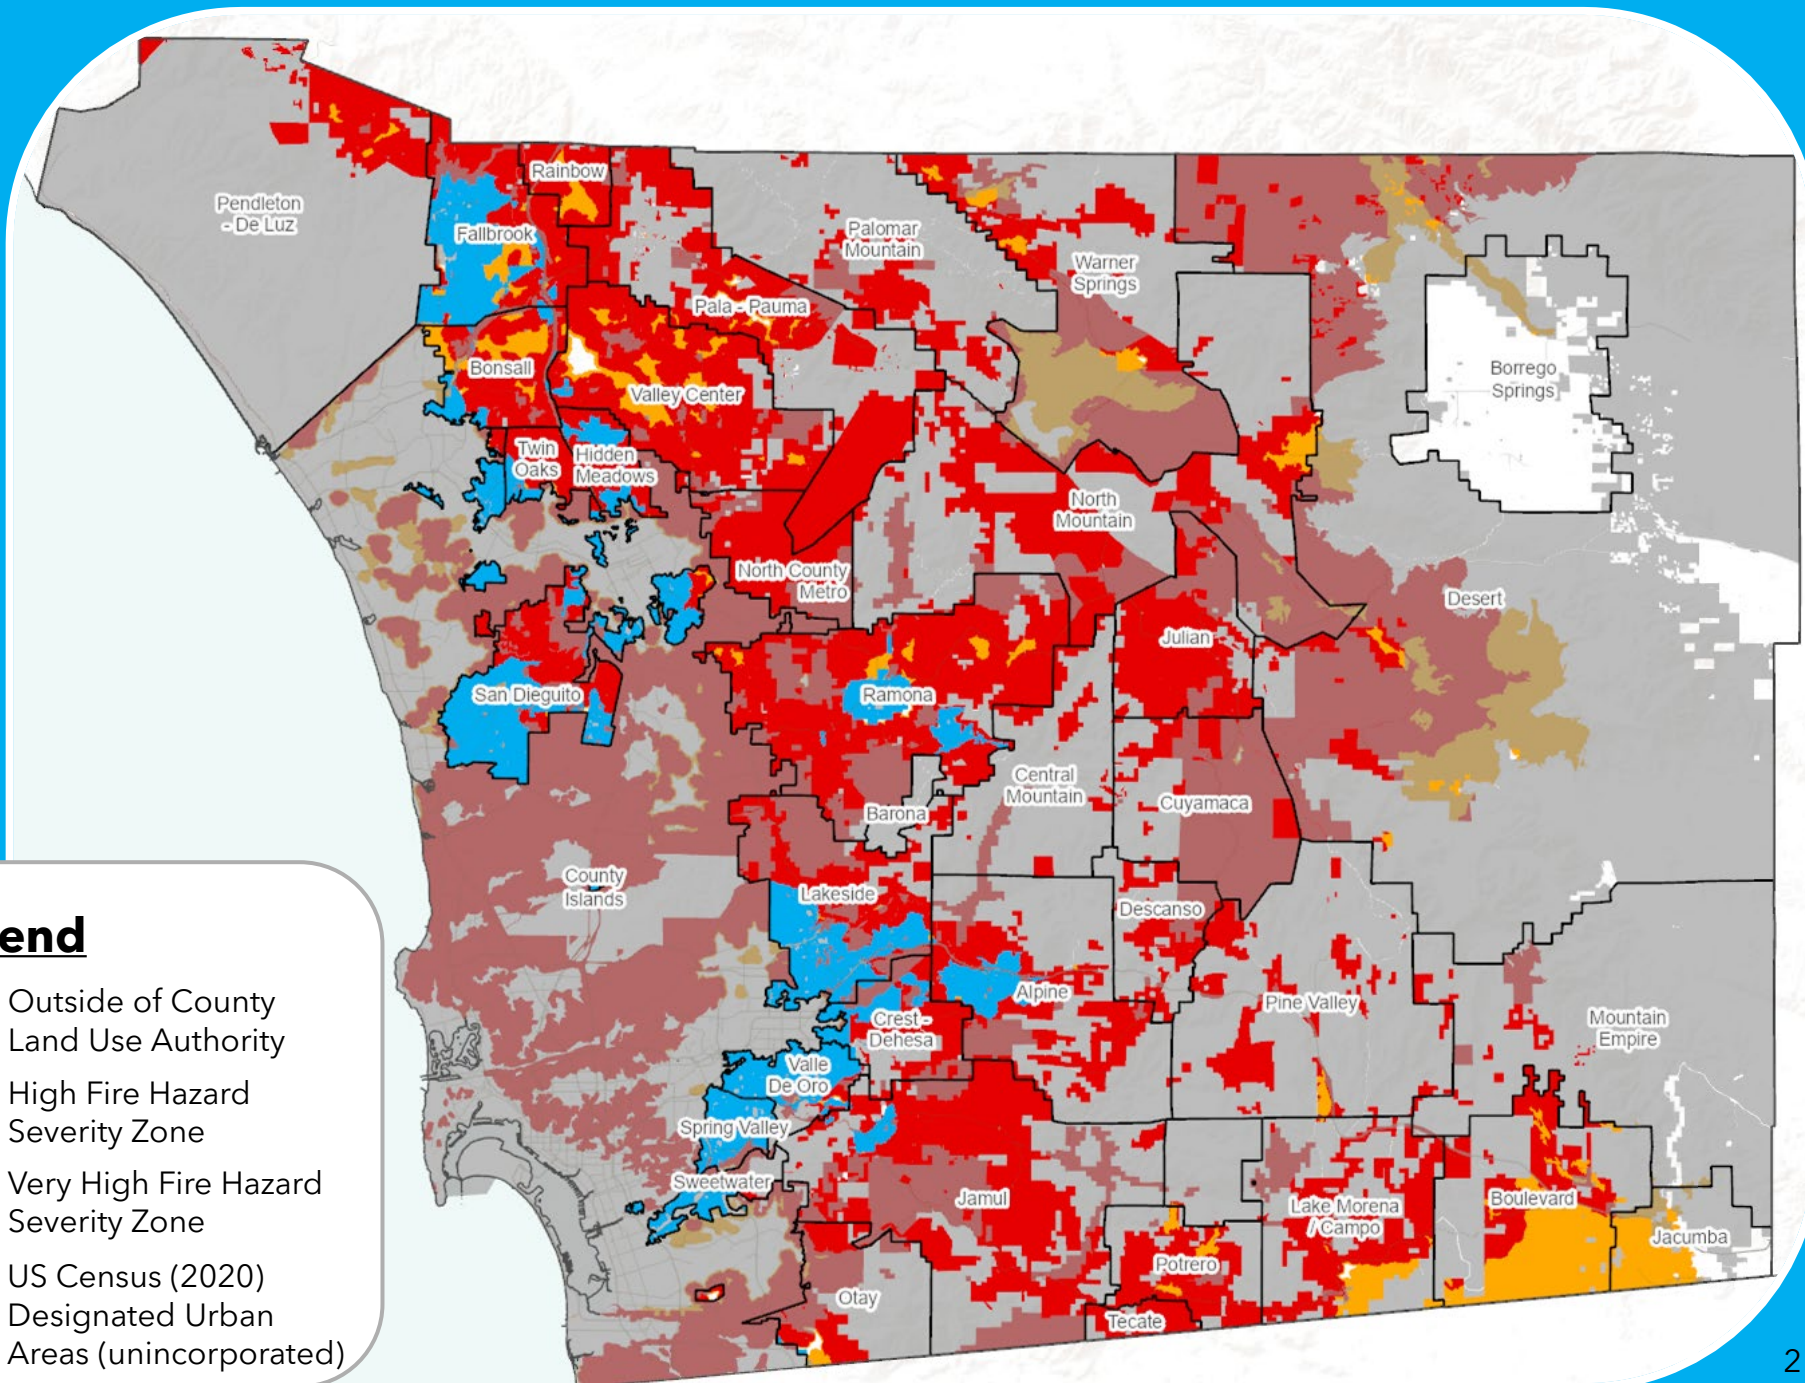 Pendleton
- De Luz
Rainbow
Fallbrook
Palomar
Mountain
Warner
Springs
Pala - Pauma
Bonsall
Valley Center
Borrego
Springs
Twin
Oaks
Hidden
Meadows
North
Mountain
North County
Metro
Desert
Julian
San Dieguito
Ramona
Central
Mountain
Cuyamaca
Barona
County
Islands
Lakeside
Descanso
Alpine
Pine Valley
Crest -
Dehesa
Mountain
Empire
Valle
De Oro
Spring Valley
Sweetwater
Jamul
Lake Morena
/ Campo
Boulevard
Jacumba
Potrero
Otay
Tecate
end
Outside of County
Land Use Authority
High Fire Hazard
Severity Zone
Very High Fire Hazard
Severity Zone
US Census (2020)
Designated Urban
Areas (unincorporated)
2